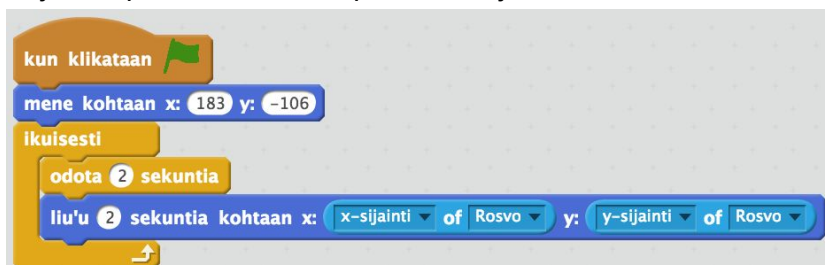 kun klikataan
mene kohtaan x: 183 y: -106
ikuisesti
odota 2 sekuntia
liu'u 2 sekuntia kohtaan x: x-sijainti of Rosvo y: y-sijainti of Rosvo